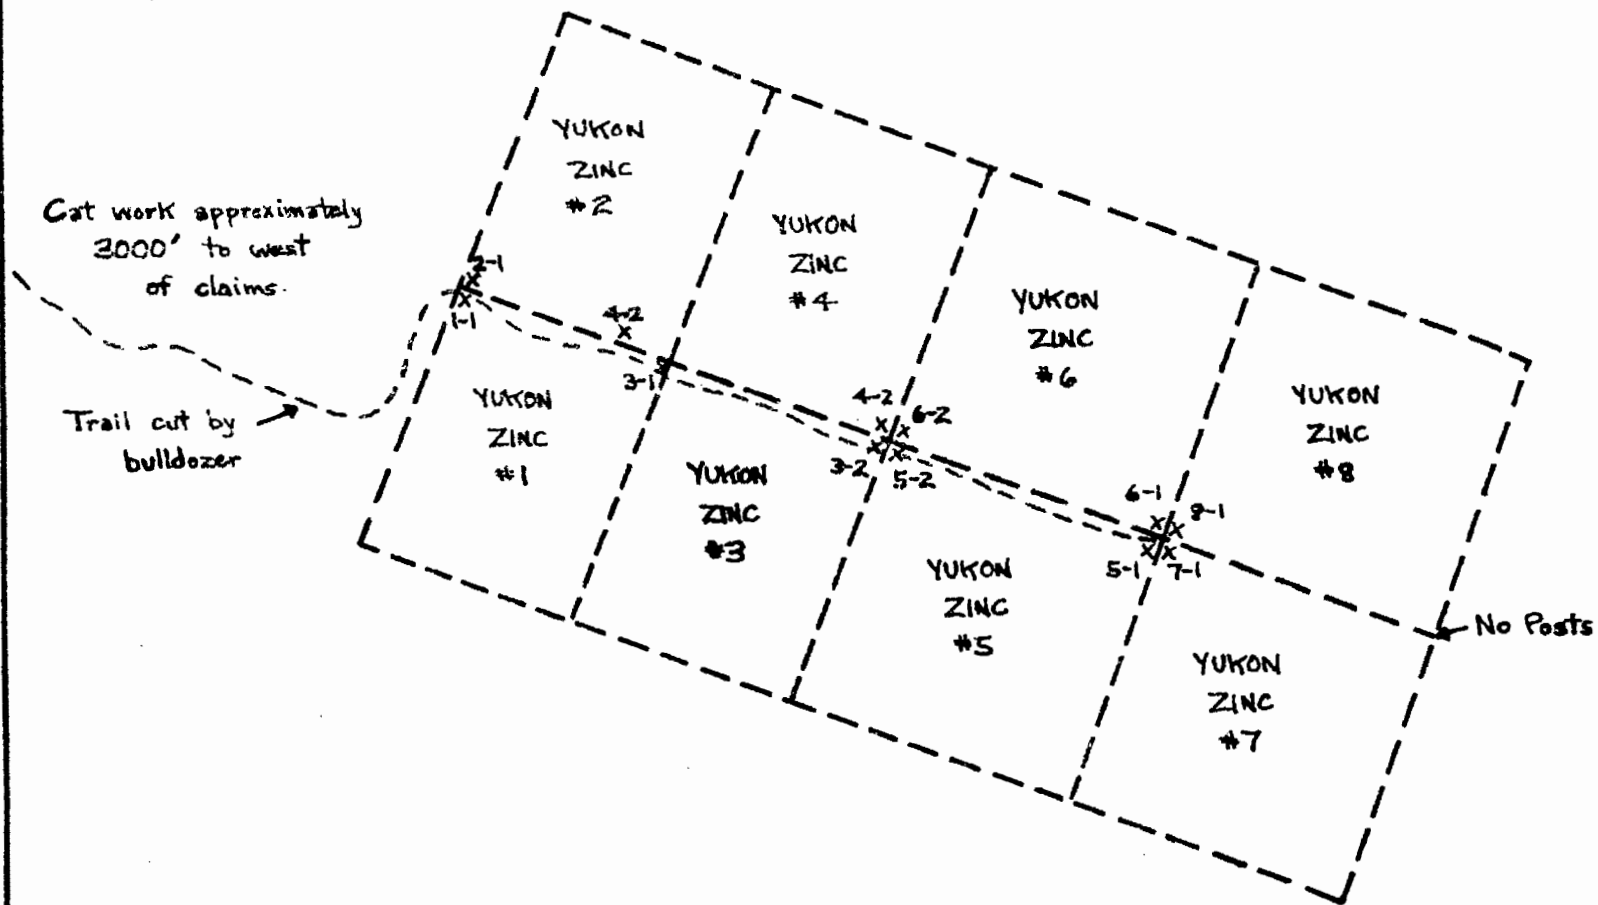 YUKON
ZINC
#2
Cat work appreximately
3000' to west
of claims.
YUKON
ZINC
#4
2-1
1-1
4-2
3-1
YUKON
ZINC
#6
YUKON
ZINC
#8
Trail cut by
bulldozer
YUKON
ZINC
#1
4-2
6-2
3-2
5-2
YUKON
ZINC
#3
6-1
8-1
5-1
7-1
YUKON
ZINC
#5
No Posts
YUKON
ZINC
#7